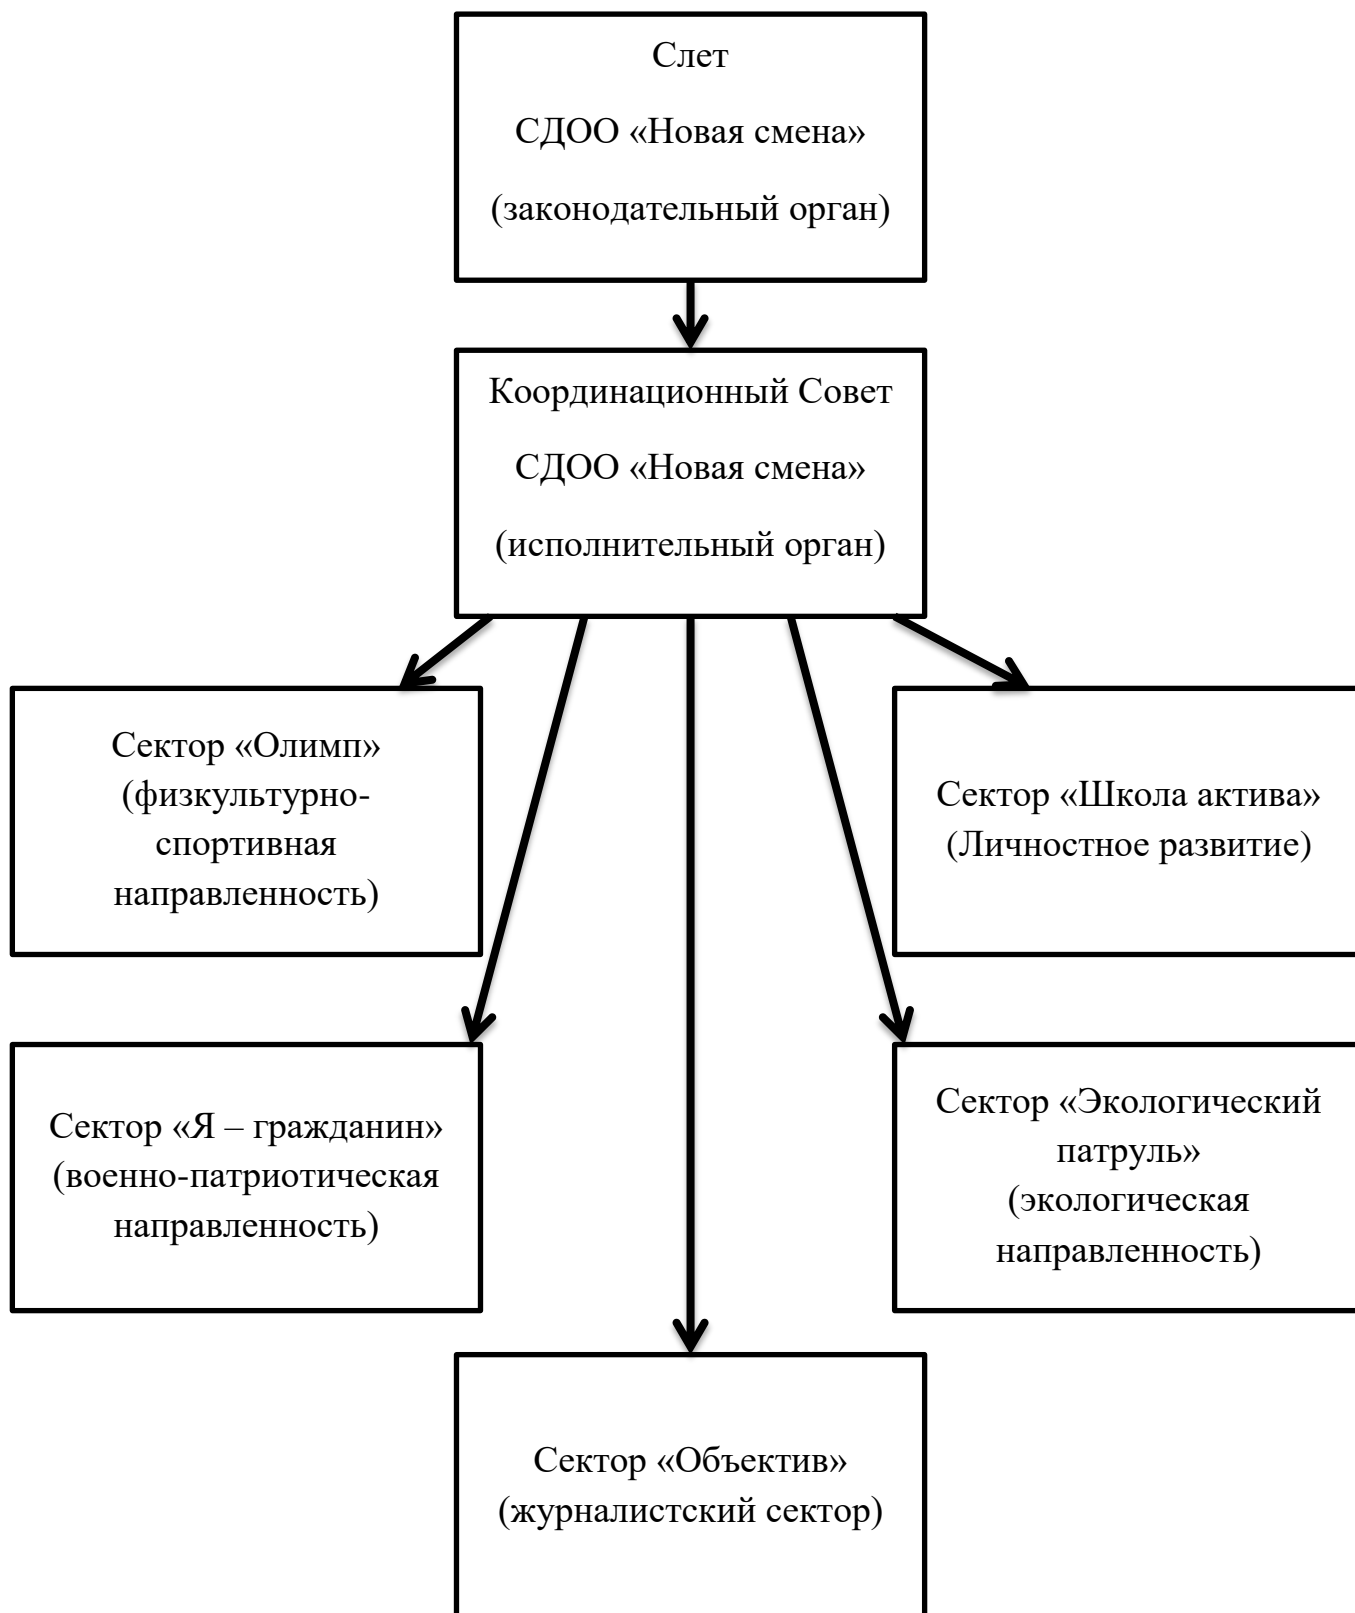 Слет
СДОО «Новая смена»
(законодательный орган)
Координационный Совет
СДОО «Новая смена»
(исполнительный орган)
Сектор «Олимп»
(физкультурно-
спортивная
направленность)
Сектор «Школа актива»
(Личностное развитие)
Сектор «Я – гражданин»
(военно-патриотическая
направленность)
Сектор «Экологический
патруль»
(экологическая
направленность)
Сектор «Объектив»
(журналистский сектор)